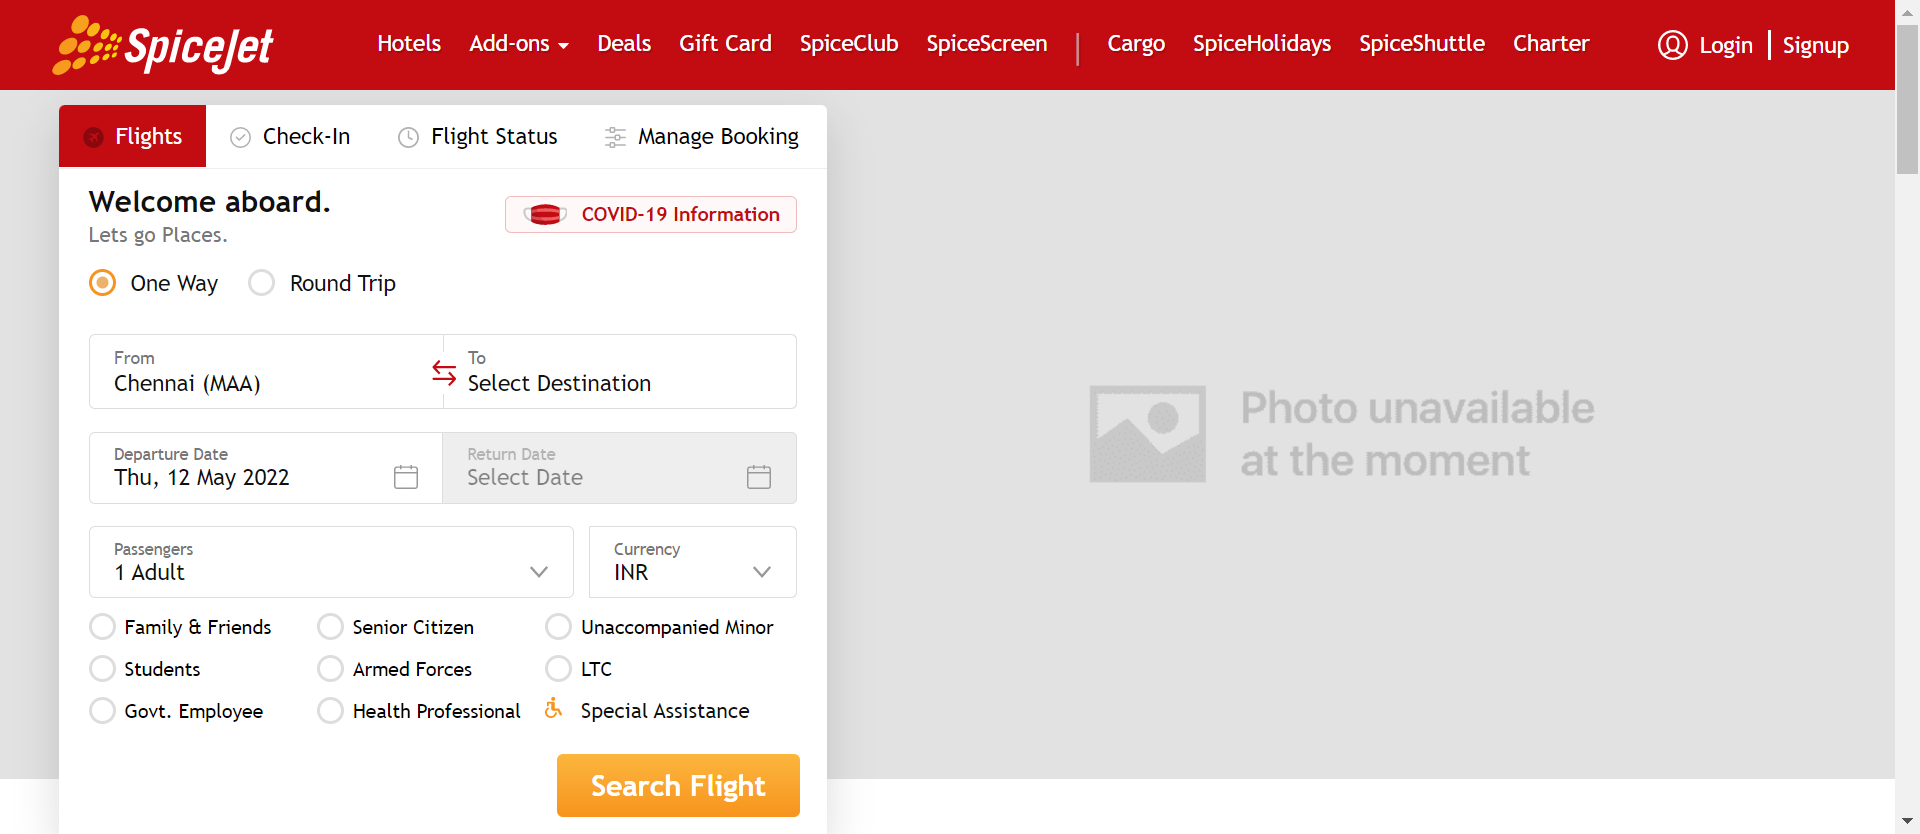 SpiceJet
Hotels Add-ons Deals Gift Card SpiceClub SpiceScreen | Cargo SpiceHolidays SpiceShuttle Charter Login | Signup
Flights Check-In Flight Status Manage Booking
Welcome aboard.
Lets go Places.
COVID-19 Information
One Way Round Trip
From
Chennai (MAA)
To
Select Destination
Departure Date
Thu, 12 May 2022
Return Date
Select Date
Passengers
1 Adult
Currency
INR
Family & Friends Senior Citizen Unaccompanied Minor
Students Armed Forces LTC
Govt. Employee Health Professional Special Assistance
Search Flight
Photo unavailable
at the moment